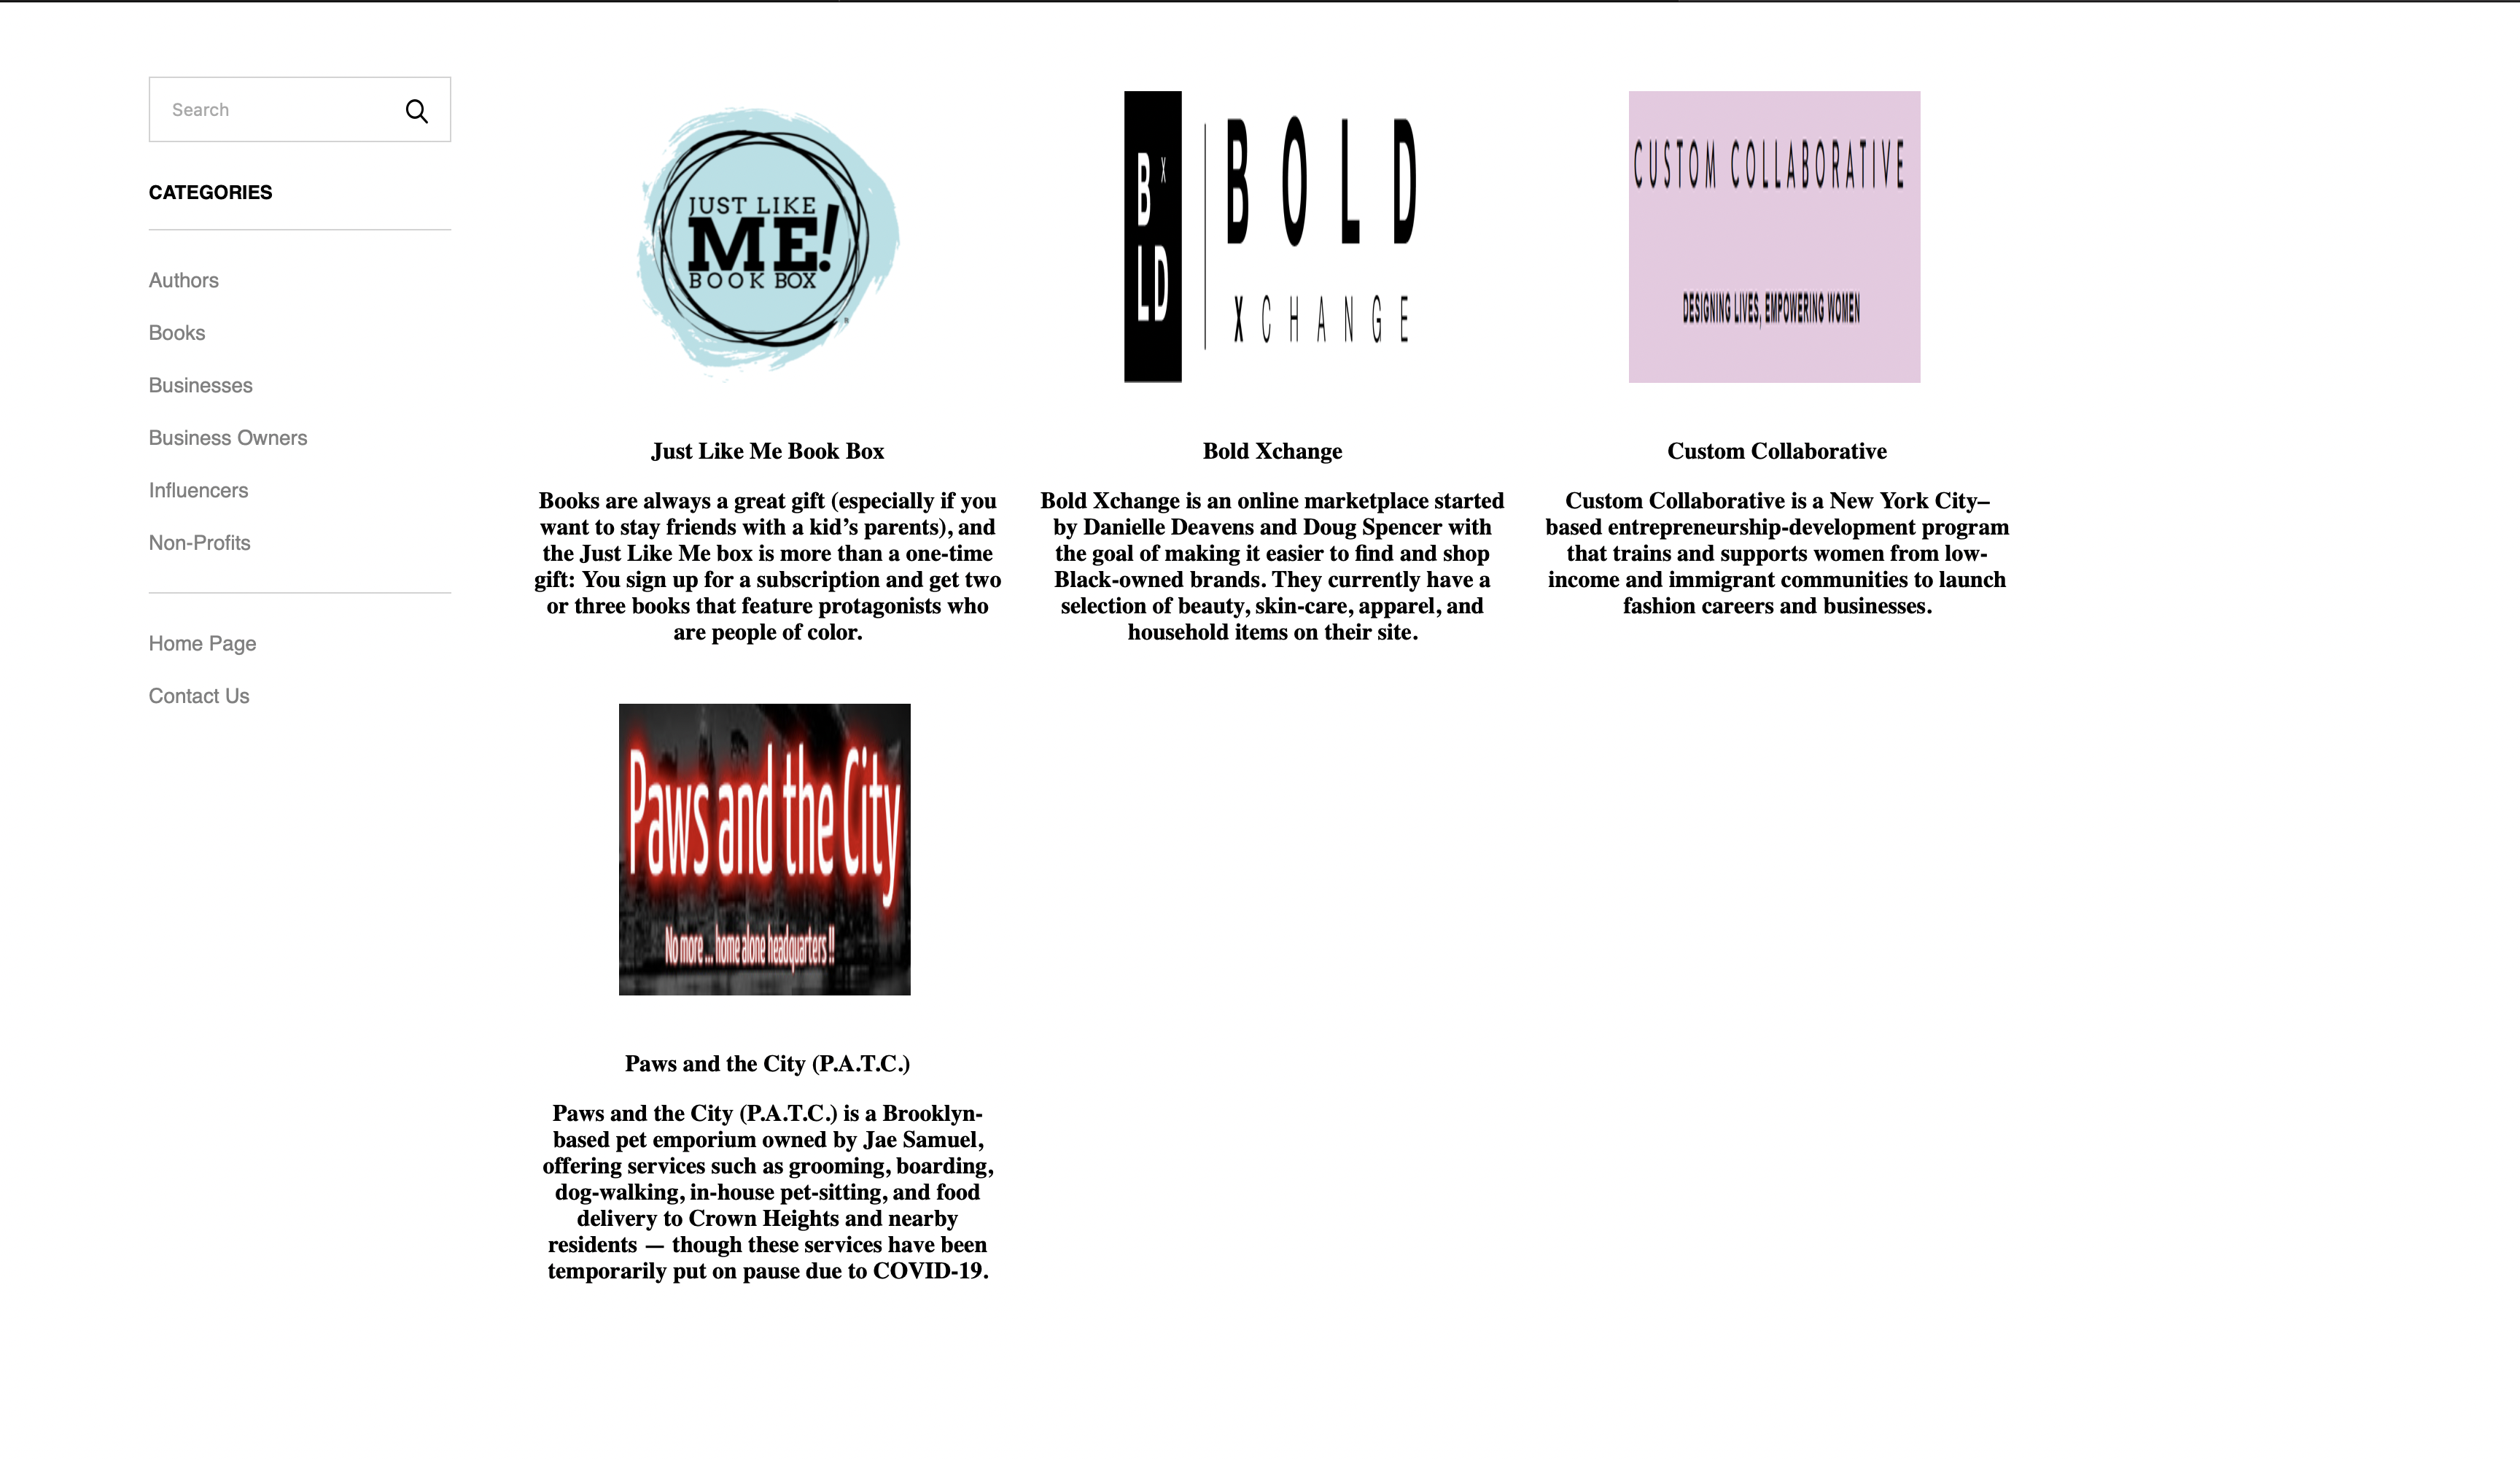 Search
CATEGORIES
Authors
Books
Businesses
Business Owners
Influencers
Non-Profits
Home Page
Contact Us
JUST LIKE
ME!
BOOK BOX
Just Like Me Book Box
Books are always a great gift (especially if you
want to stay friends with a kid’s parents), and
the Just Like Me box is more than a one-time
gift: You sign up for a subscription and get two
or three books that feature protagonists who
are people of color.
B X
LD
BOLD
XCHANGE
Bold Xchange
Bold Xchange is an online marketplace started
by Danielle Deavens and Doug Spencer with
the goal of making it easier to find and shop
Black-owned brands. They currently have a
selection of beauty, skin-care, apparel, and
household items on their site.
CUSTOM COLLABORATIVE
DESIGNING LIVES, EMPOWERING WOMEN
Custom Collaborative
Custom Collaborative is a New York City–
based entrepreneurship-development program
that trains and supports women from low-
income and immigrant communities to launch
fashion careers and businesses.
Paws and the City
No more ... home alone headquarters !!
Paws and the City (P.A.T.C.)
Paws and the City (P.A.T.C.) is a Brooklyn-
based pet emporium owned by Jae Samuel,
offering services such as grooming, boarding,
dog-walking, in-house pet-sitting, and food
delivery to Crown Heights and nearby
residents — though these services have been
temporarily put on pause due to COVID-19.